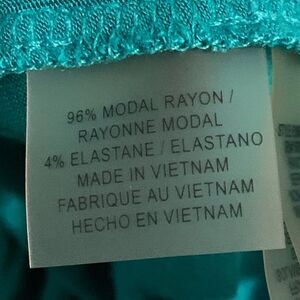 96% MODAL RAYON /
RAYONNE MODAL
4% ELASTANE / ELASTANO
MADE IN VIETNAM
FABRIQUE AU VIETNAM
HECHO EN VIETNAM